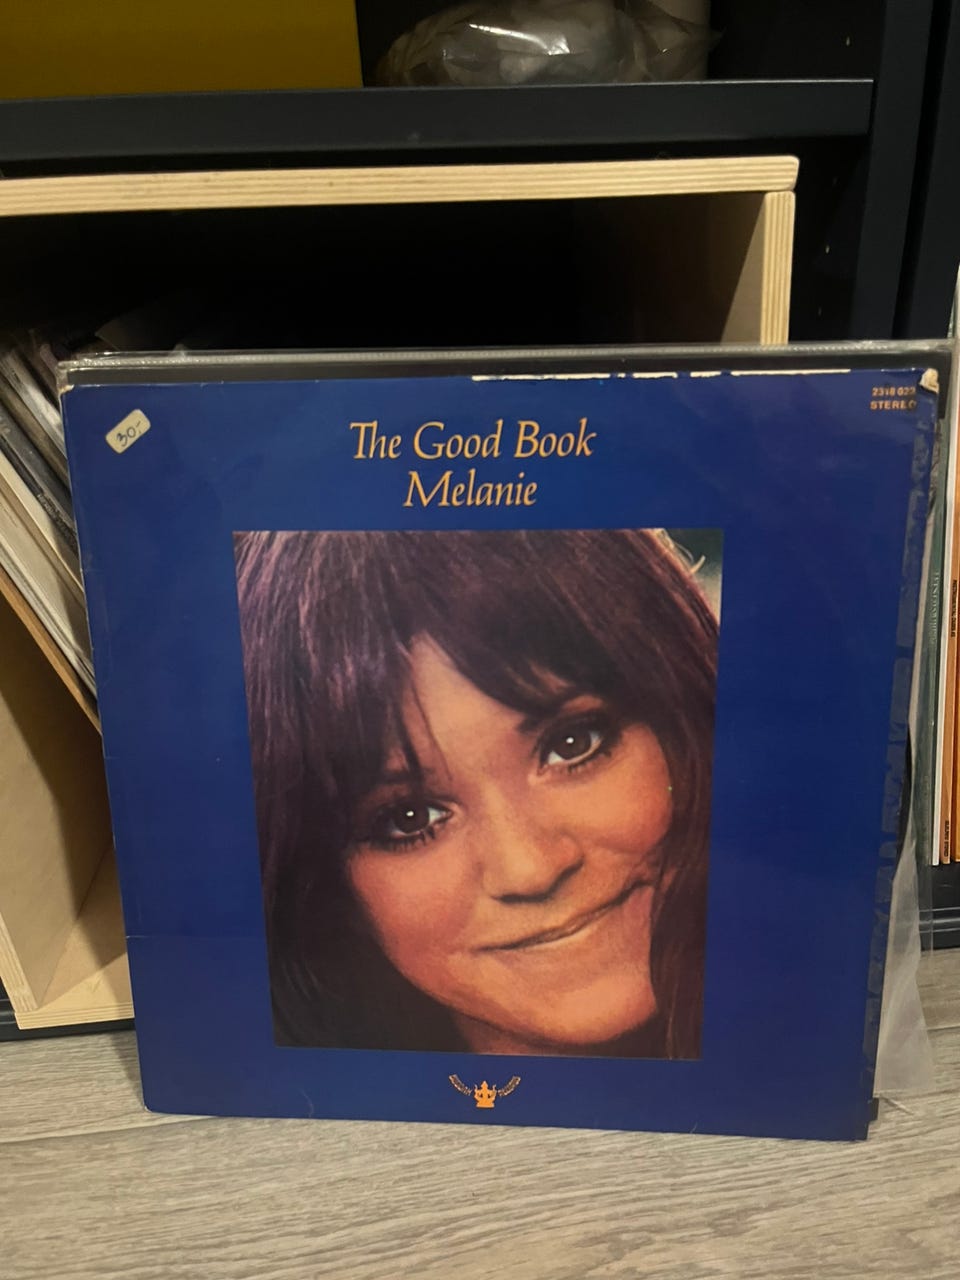 30,-
The Good Book
Melanie
STEREO